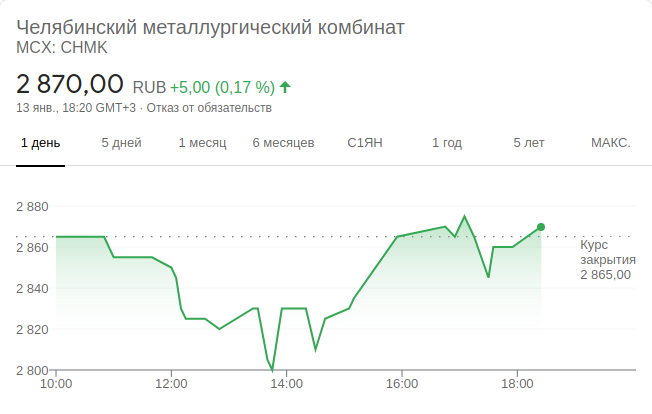 Челябинский металлургический комбинат
MCX: CHMK
2 870,00 RUB +5,00 (0,17 %)
13 янв., 18:20 GMT+3 · Отказ от обязательств
1 день 5 дней 1 месяц 6 месяцев С1ЯН 1 год 5 лет МАКС.
2 880
2 860
2 840
2 820
2 800
Курс
закрытия
2 865,00
10:00 12:00 14:00 16:00 18:00